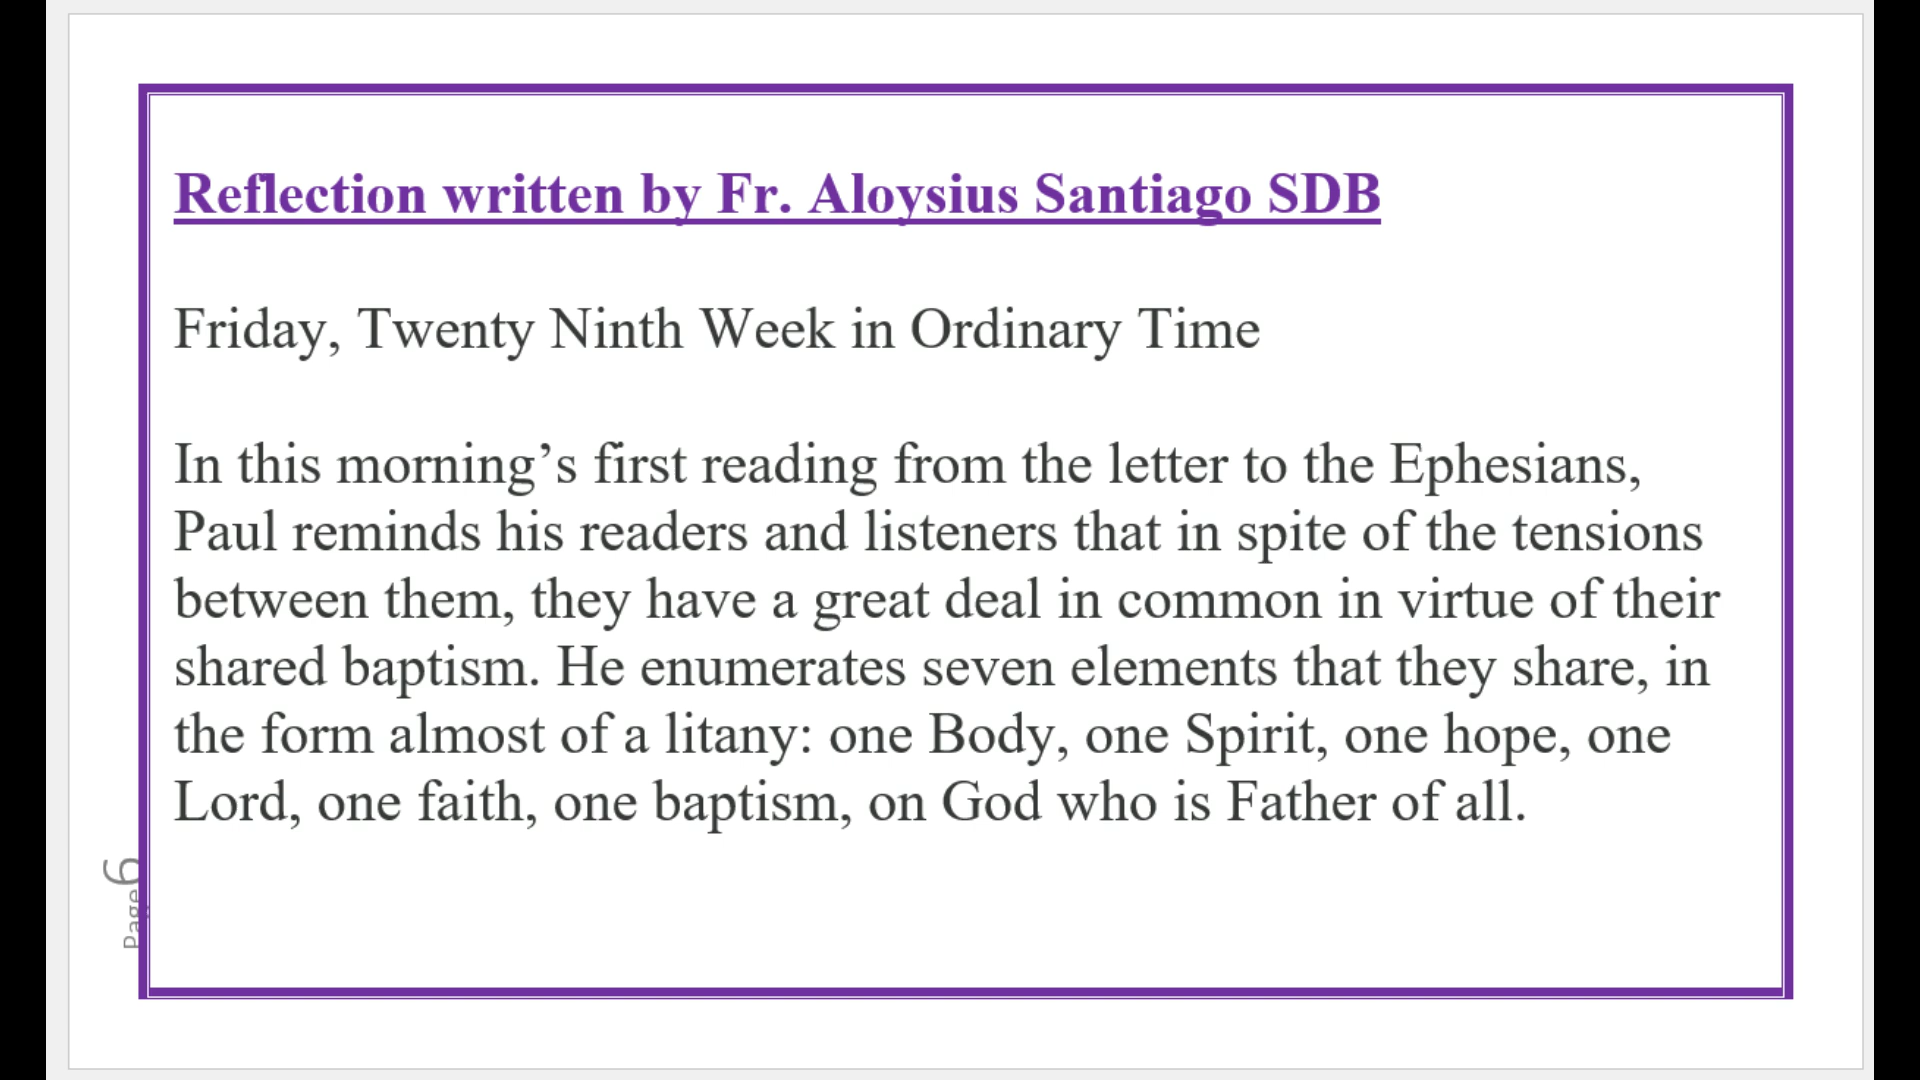 Reflection written by Fr. Aloysius Santiago SDB
Friday, Twenty Ninth Week in Ordinary Time
In this morning’s first reading from the letter to the Ephesians,
Paul reminds his readers and listeners that in spite of the tensions
between them, they have a great deal in common in virtue of their
shared baptism. He enumerates seven elements that they share, in
the form almost of a litany: one Body, one Spirit, one hope, one
Lord, one faith, one baptism, on God who is Father of all.
Page 6